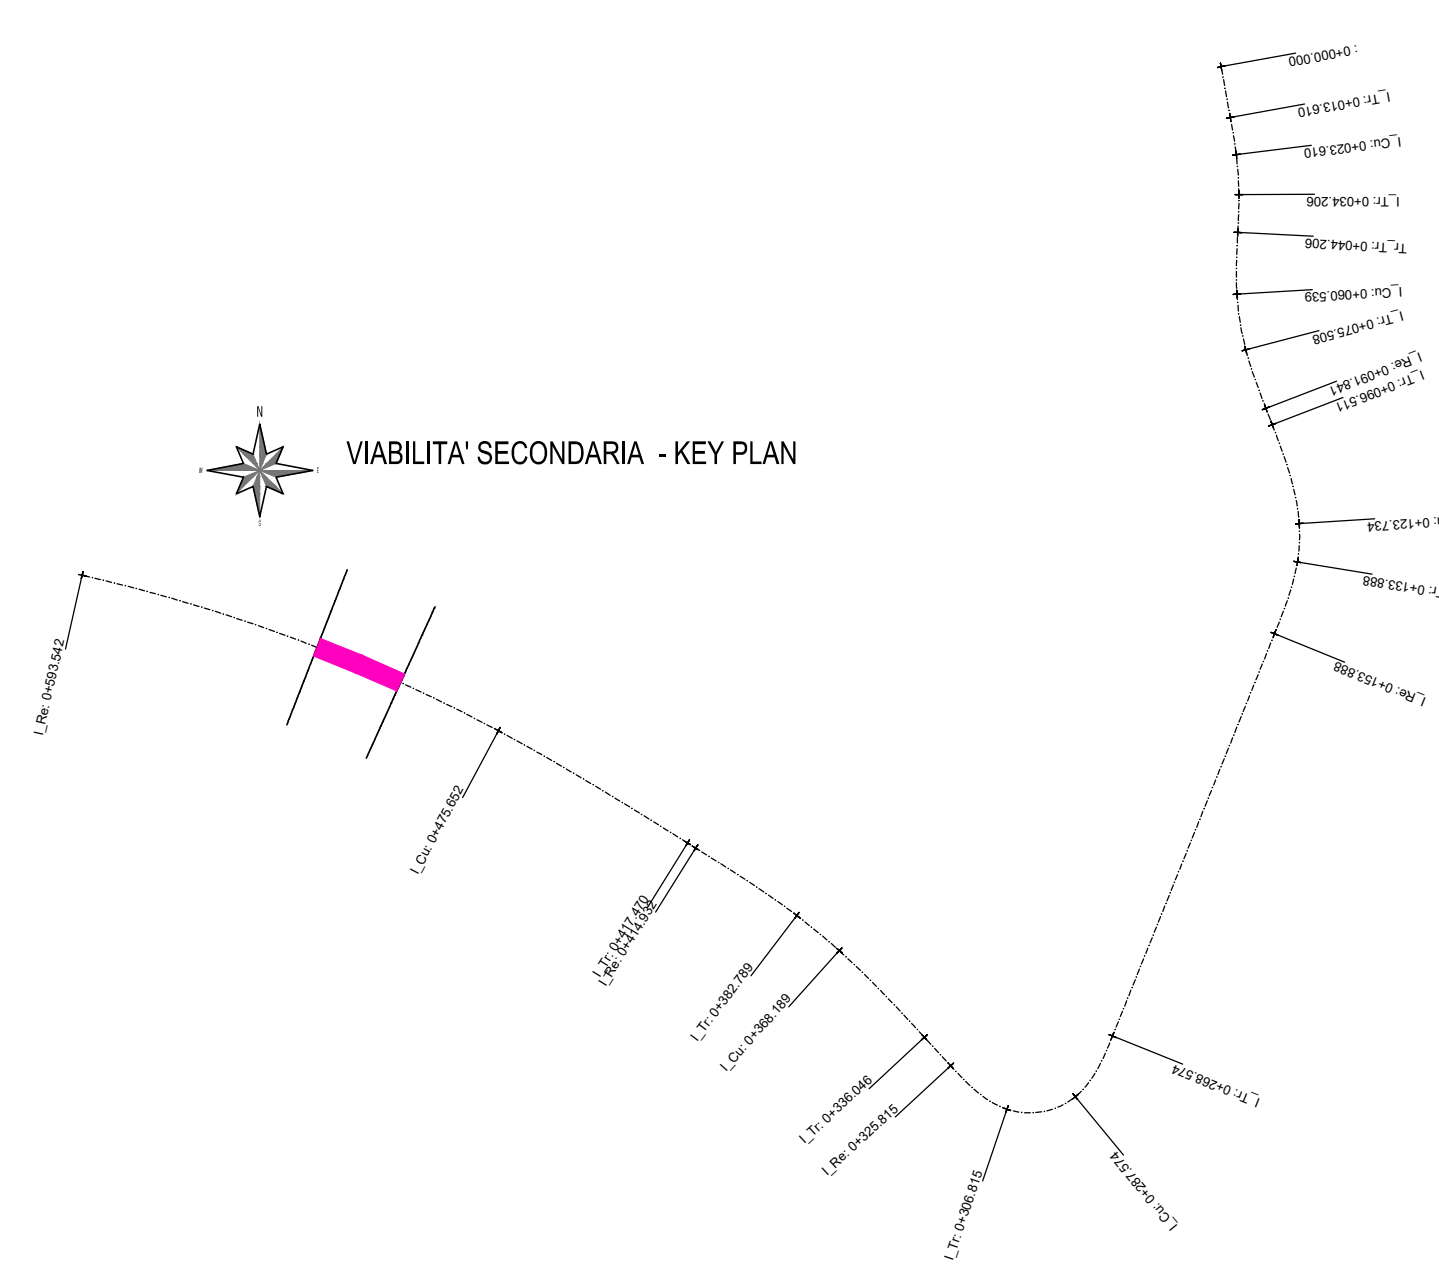 : 0+000.000
I_Tr: 0+013.610
I_Cu: 0+023.610
I_Tr: 0+034.206
Tr_Tr: 0+044.206
I_Cu: 0+060.539
I_Tr: 0+075.508
I_Re: 0+091.841
I_Tr: 0+096.511
N
W
E
S
VIABILITA' SECONDARIA - KEY PLAN
: 0+123.734
: 0+133.888
I_Re: 0+153.888
I_Re: 0+593.542
I_Cu: 0+475.652
I_Tr: 0+417.470
I_Re: 0+414.932
I_Tr: 0+382.789
I_Cu: 0+368.189
I_Tr: 0+336.046
I_Re: 0+325.815
I_Tr: 0+306.815
I_Cu: 0+287.574
I_Tr: 0+268.574